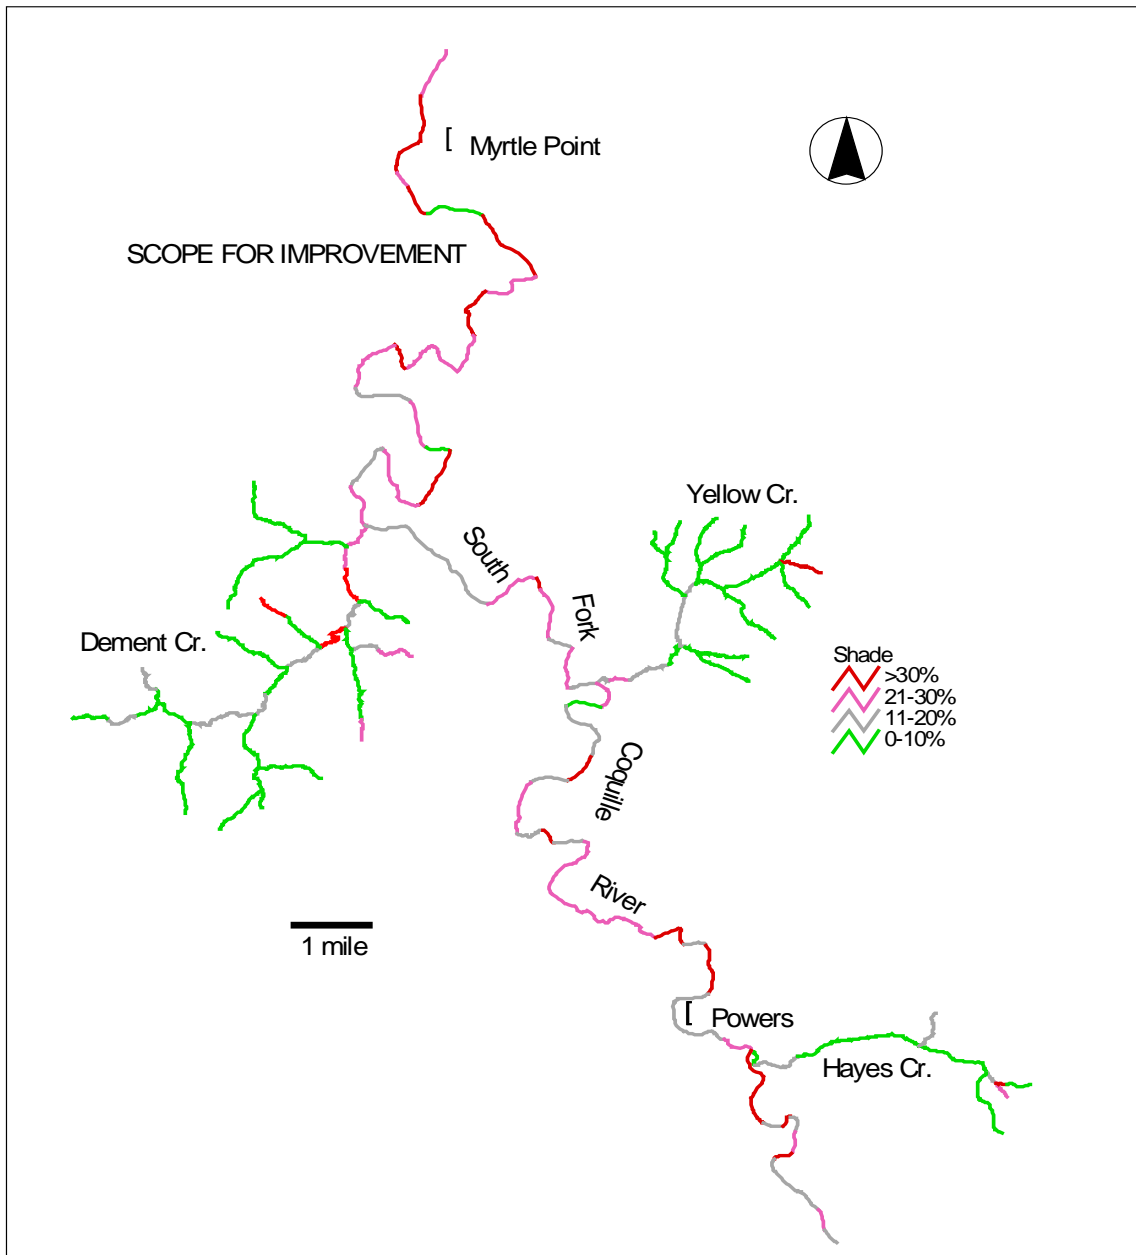 [ Myrtle Point
SCOPE FOR IMPROVEMENT
Yellow Cr.
South
Fork
Dement Cr.
Shade
>30%
21-30%
11-20%
0-10%
Coquille
River
1 mile
[ Powers
Hayes Cr.